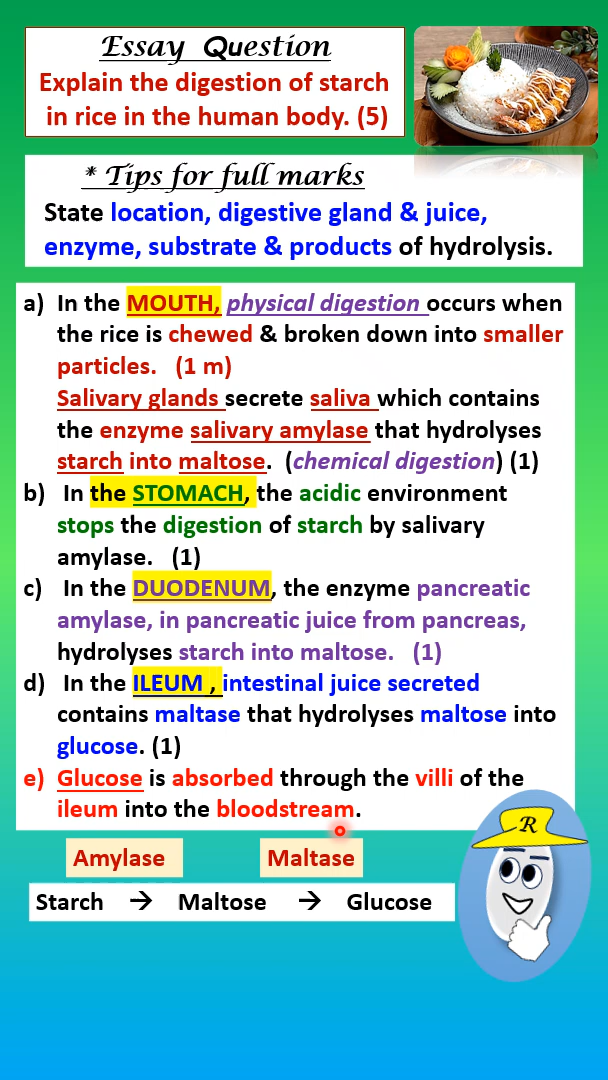 Essay Question
Explain the digestion of starch
in rice in the human body. (5)
* Tips for full marks
State location, digestive gland & juice,
enzyme, substrate & products of hydrolysis.
a) In the MOUTH, physical digestion occurs when
the rice is chewed & broken down into smaller
particles. (1 m)
Salivary glands secrete saliva which contains
the enzyme salivary amylase that hydrolyses
starch into maltose. (chemical digestion) (1)
b) In the STOMACH, the acidic environment
stops the digestion of starch by salivary
amylase. (1)
c) In the DUODENUM, the enzyme pancreatic
amylase, in pancreatic juice from pancreas,
hydrolyses starch into maltose. (1)
d) In the ILEUM , intestinal juice secreted
contains maltase that hydrolyses maltose into
glucose. (1)
e) Glucose is absorbed through the villi of the
ileum into the bloodstream.
R
Amylase Maltase
Starch → Maltose → Glucose